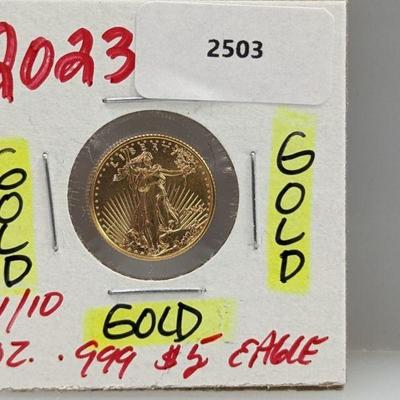 2023
2503
LIBERTY
GOLD
GOLD
1/10
GOLD
OZ. .999 $5 EAGLE